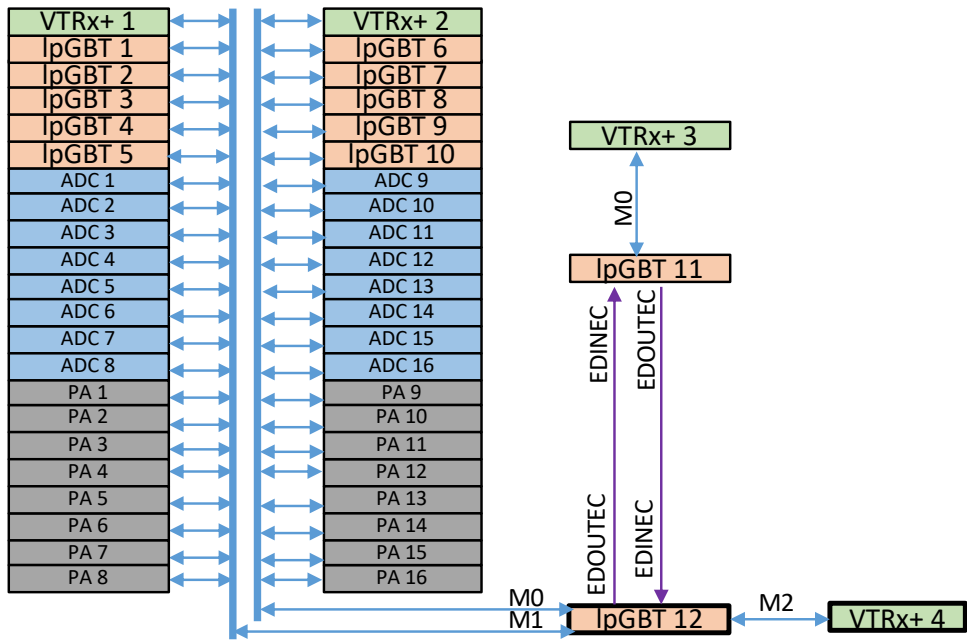 VTRx+ 1
lpGBT 1
lpGBT 2
lpGBT 3
lpGBT 4
lpGBT 5
ADC 1
ADC 2
ADC 3
ADC 4
ADC 5
ADC 6
ADC 7
ADC 8
PA 1
PA 2
PA 3
PA 4
PA 5
PA 6
PA 7
PA 8
VTRx+ 2
lpGBT 6
lpGBT 7
lpGBT 8
lpGBT 9
lpGBT 10
ADC 9
ADC 10
ADC 11
ADC 12
ADC 13
ADC 14
ADC 15
ADC 16
PA 9
PA 10
PA 11
PA 12
PA 13
PA 14
PA 15
PA 16
VTRx+ 3
M0
lpGBT 11
EDINEC
EDOUTEC
EDOUTEC
EDINEC
M0
M1
lpGBT 12
M2
VTRx+ 4